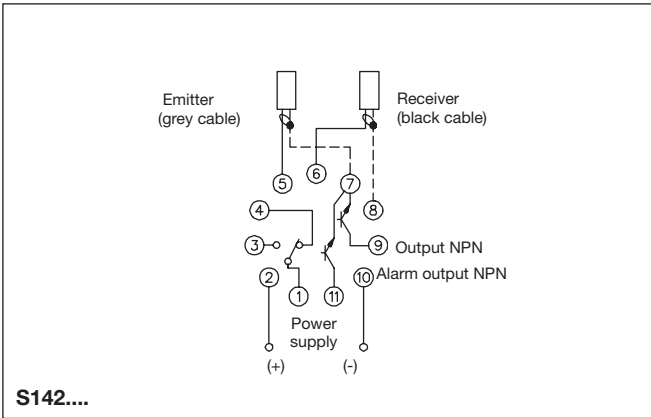 Emitter
(grey cable)
Receiver
(black cable)
5
6
7
8
4
3
9 Output NPN
2
10 Alarm output NPN
1
11
Power
supply
(+)
(-)
S142....